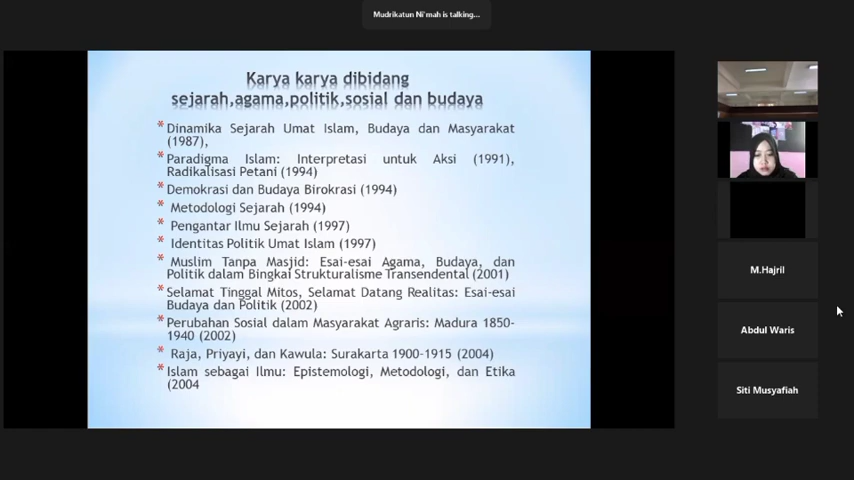 Mudrikatun Ni'mah is talking...
Karya karya dibidang
sejarah,agama,politik,sosial dan budaya
* Dinamika Sejarah Umat Islam, Budaya dan Masyarakat
(1987),
* Paradigma Islam: Interpretasi untuk Aksi (1991),
Radikalisasi Petani (1994)
* Demokrasi dan Budaya Birokrasi (1994)
* Metodologi Sejarah (1994)
* Pengantar Ilmu Sejarah (1997)
* Identitas Politik Umat Islam (1997)
* Muslim Tanpa Masjid: Esai-esai Agama, Budaya, dan
Politik dalam Bingkai Strukturalisme Transendental (2001)
* Selamat Tinggal Mitos, Selamat Datang Realitas: Esai-esai
Budaya dan Politik (2002)
* Perubahan Sosial dalam Masyarakat Agraris: Madura 1850-
1940 (2002)
* Raja, Priyayi, dan Kawula: Surakarta 1900-1915 (2004)
* Islam sebagai Ilmu: Epistemologi, Metodologi, dan Etika
(2004
M.Hajril
Abdul Waris
Siti Musyafiah